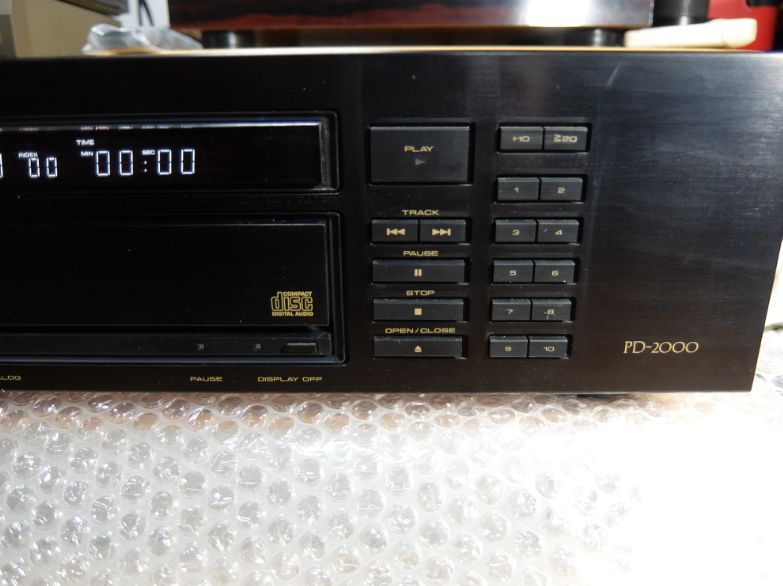 TIME
INDEX MIN SEC
00 00:00
PLAY
+10 ≧20
1 2
TRACK
3 4
PAUSE
5 6
STOP
7 8
OPEN/CLOSE
9 10
COMPACT
disc
DIGITAL AUDIO
PD-2000
PAUSE DISPLAY OFF